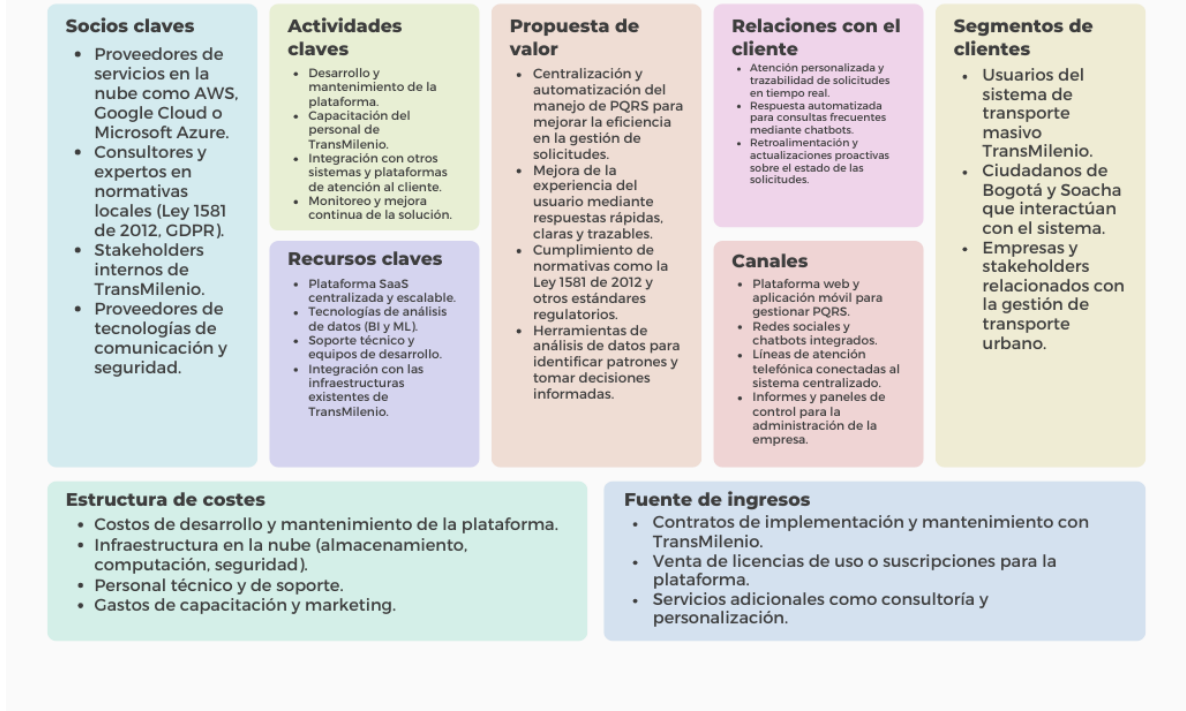 Socios claves
• Proveedores de
servicios en la
nube como AWS,
Google Cloud o
Microsoft Azure.
• Consultores y
expertos en
normativas
locales (Ley 1581
de 2012, GDPR).
• Stakeholders
internos de
TransMilenio.
• Proveedores de
tecnologías de
comunicación y
seguridad.
Actividades
claves
• Desarrollo y
mantenimiento de la
plataforma.
• Capacitación del
personal de
TransMilenio.
• Integración con otros
sistemas y plataformas
de atención al cliente.
• Monitoreo y mejora
continua de la solución.
Recursos claves
• Plataforma SaaS
centralizada y escalable.
• Tecnologías de análisis
de datos (BI y ML).
• Soporte técnico y
equipos de desarrollo.
• Integración con las
infraestructuras
existentes de
TransMilenio.
Propuesta de
valor
• Centralización y
automatización del
manejo de PQRS para
mejorar la eficiencia
en la gestión de
solicitudes.
• Mejora de la
experiencia del
usuario mediante
respuestas rápidas,
claras y trazables.
• Cumplimiento de
normativas como la
Ley 1581 de 2012 y
otros estándares
regulatorios.
• Herramientas de
análisis de datos para
identificar patrones y
tomar decisiones
informadas.
Relaciones con el
cliente
• Atención personalizada y
trazabilidad de solicitudes
en tiempo real.
• Respuesta automatizada
para consultas frecuentes
mediante chatbots.
• Retroalimentación y
actualizaciones proactivas
sobre el estado de las
solicitudes.
Canales
• Plataforma web y
aplicación móvil para
gestionar PQRS.
• Redes sociales y
chatbots integrados.
• Líneas de atención
telefónica conectadas al
sistema centralizado.
• Informes y paneles de
control para la
administración de la
empresa.
Segmentos de
clientes
• Usuarios del
sistema de
transporte
masivo
TransMilenio.
• Ciudadanos de
Bogotá y Soacha
que interactúan
con el sistema.
• Empresas y
stakeholders
relacionados con
la gestión de
transporte
urbano.
Estructura de costes
• Costos de desarrollo y mantenimiento de la plataforma.
• Infraestructura en la nube (almacenamiento,
computación, seguridad).
• Personal técnico y de soporte.
• Gastos de capacitación y marketing.
Fuente de ingresos
• Contratos de implementación y mantenimiento con
TransMilenio.
• Venta de licencias de uso o suscripciones para la
plataforma.
• Servicios adicionales como consultoría y
personalización.